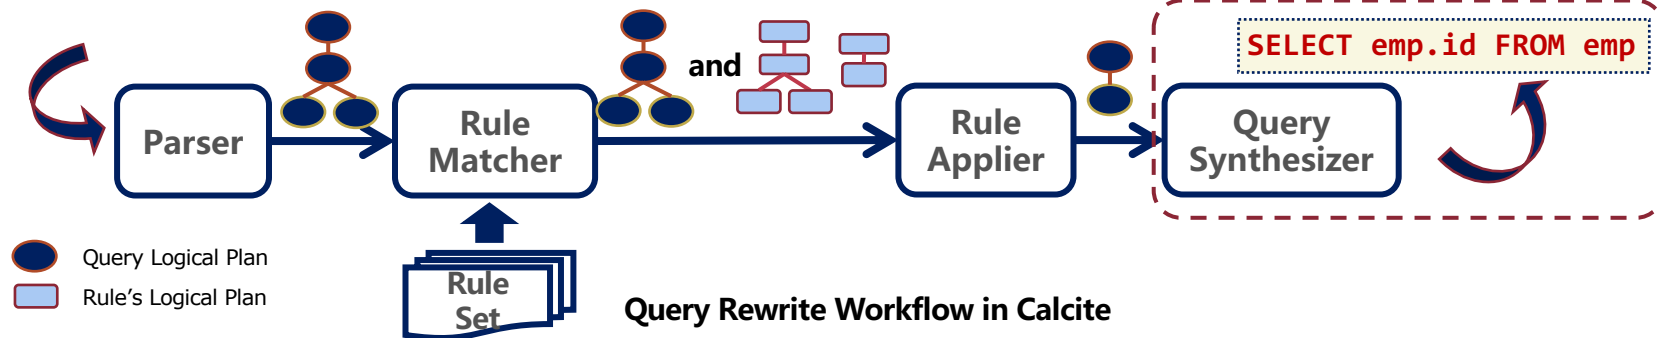 SELECT emp.id FROM emp
and
Parser
Rule
Matcher
Rule
Applier
Query
Synthesizer
Query Logical Plan
Rule's Logical Plan
Rule
Set
Query Rewrite Workflow in Calcite